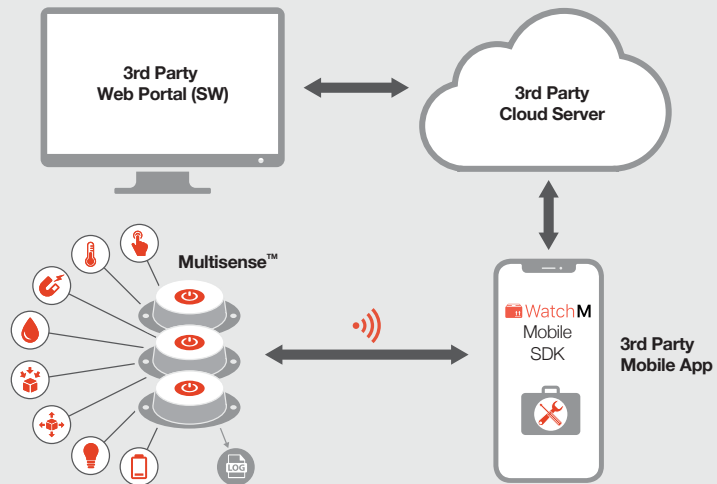 3rd Party
Web Portal (SW)
3rd Party
Cloud Server
Multisense™
WatchM
Mobile
SDK
3rd Party
Mobile App
LOG